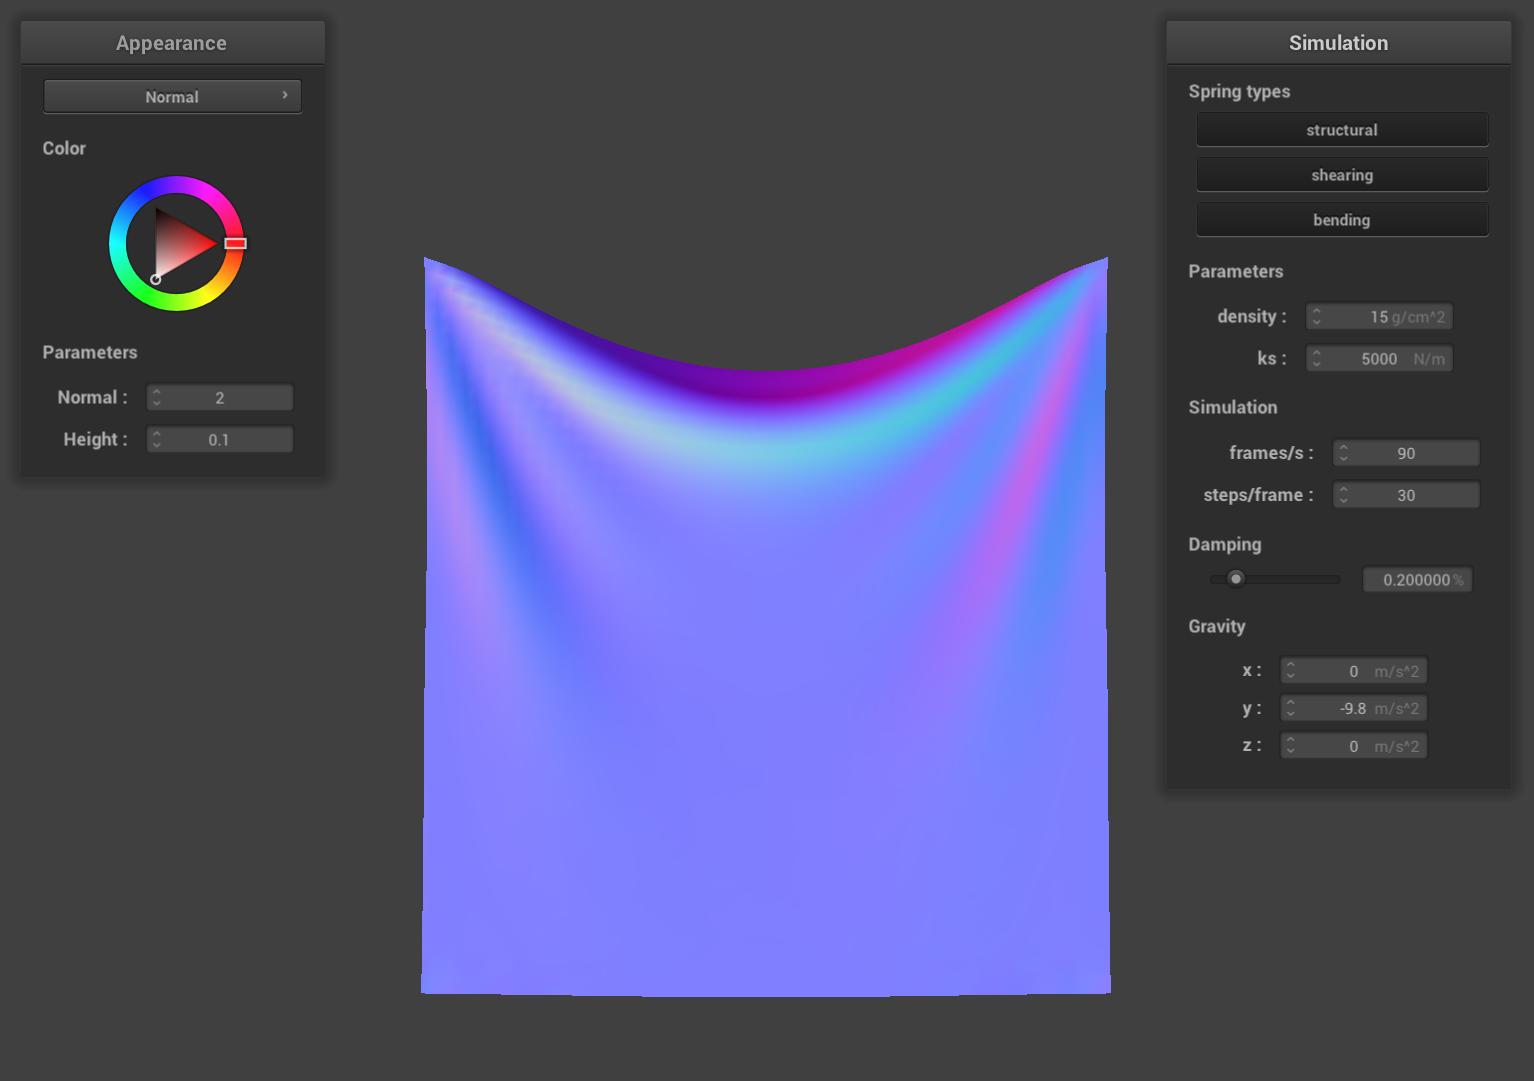 Appearance
Normal ›
Color
Parameters
Normal : 2
Height : 0.1
Simulation
Spring types
structural
shearing
bending
Parameters
density : 15 g/cm^2
ks : 5000 N/m
Simulation
frames/s : 90
steps/frame : 30
Damping
0.200000 %
Gravity
x : 0 m/s^2
y : -9.8 m/s^2
z : 0 m/s^2